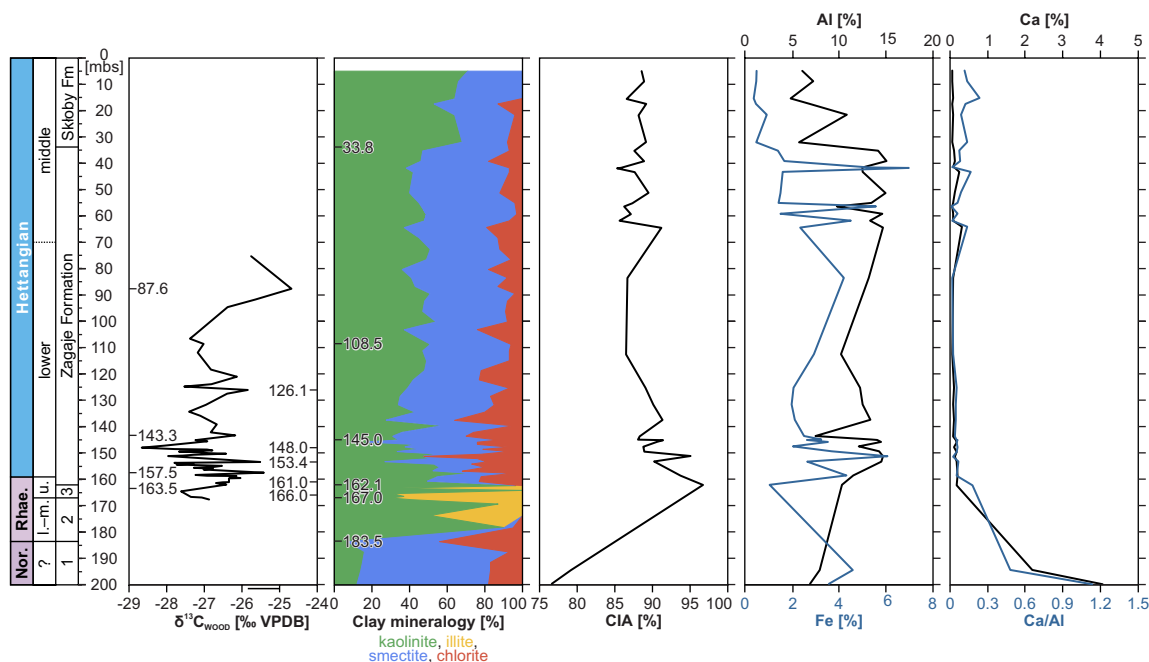 Al [%]
Ca [%]
0
0 5 10 15 20
0 1 2 3 4 5
[mbs]
10
20
30
40
50
60
70
80
90
100
110
120
130
140
150
160
170
180
190
200
Hettangian
Rhae.
Nor.
middle
lower
u.
l.–m.
?
Skłoby Fm
Zagaje Formation
3
2
1
87.6
126.1
143.3
148.0
153.4
157.5
161.0
163.5
166.0
33.8
108.5
145.0
162.1
167.0
183.5
-29 -28 -27 -26 -25 -24
0 20 40 60 80 100
75 80 85 90 95 100
0 2 4 6 8
0 0.3 0.6 0.9 1.2 1.5
δ¹³C_WOOD [‰ VPDB]
Clay mineralogy [%]
CIA [%]
Fe [%]
Ca/Al
kaolinite, illite,
smectite, chlorite